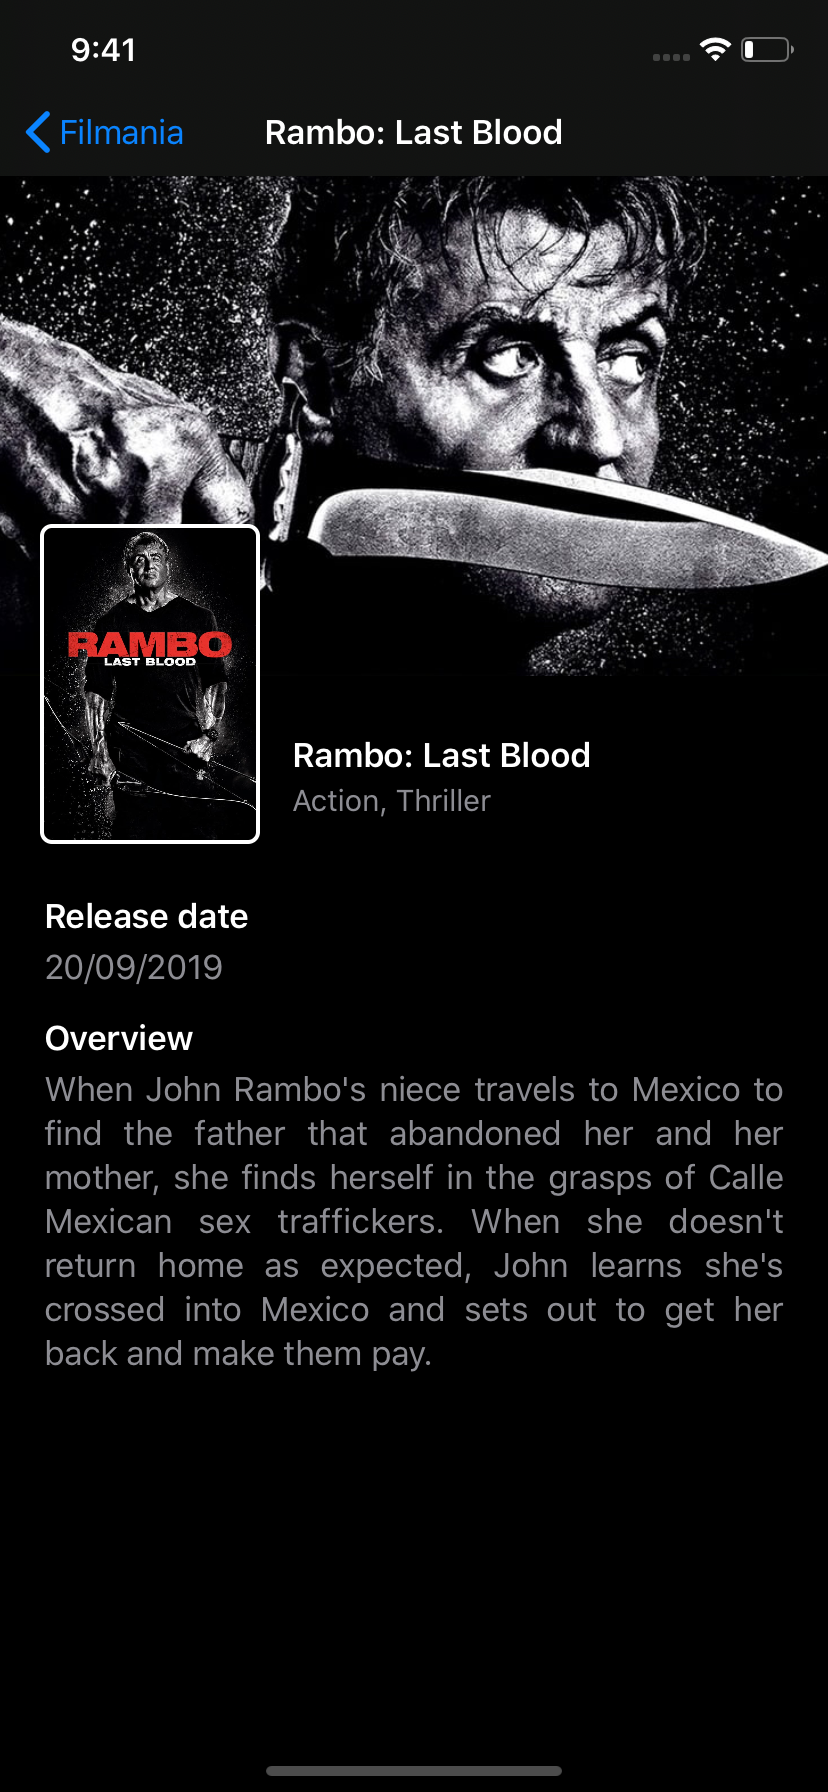 9:41
Filmania
Rambo: Last Blood
RAMBO
LAST BLOOD
Rambo: Last Blood
Action, Thriller
Release date
20/09/2019
Overview
When John Rambo's niece travels to Mexico to
find the father that abandoned her and her
mother, she finds herself in the grasps of Calle
Mexican sex traffickers. When she doesn't
return home as expected, John learns she's
crossed into Mexico and sets out to get her
back and make them pay.